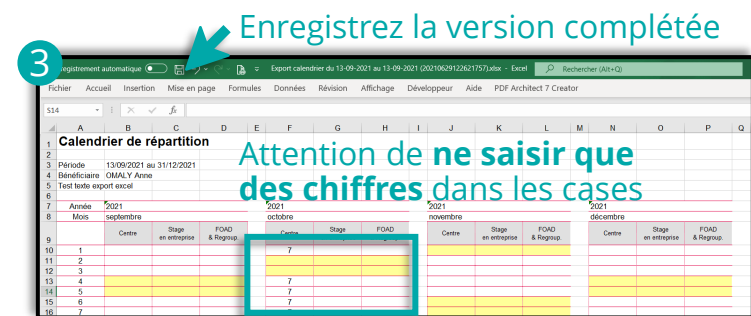 Enregistrez la version complétée
3
registrement automatique
Export calendrier du 13-09-2021 au 13-09-2021 (20210629122621757).xlsx - Excel
Rechercher (Alt+Q)
Fichier Accueil Insertion Mise en page Formules Données Révision Affichage Développeur Aide PDF Architect 7 Creator
S14 fx
A B C D E F G H I J K L M N O P Q
1 Calendrier de répartition
2
3 Période 13/09/2021 au 31/12/2021
4 Bénéficiaire OMALY Anne
5 Test texte export excel
6
Attention de ne saisir que
des chiffres dans les cases
7 Année 2021 2021 2021 2021
8 Mois septembre octobre novembre décembre
9 Centre Stage en entreprise FOAD & Regroup. Centre Stage FOAD Centre Stage en entreprise FOAD & Regroup. Centre Stage en entreprise FOAD & Regroup.
10 1 7
11 2
12 3
13 4 7
14 5 7
15 6 7
16 7 7